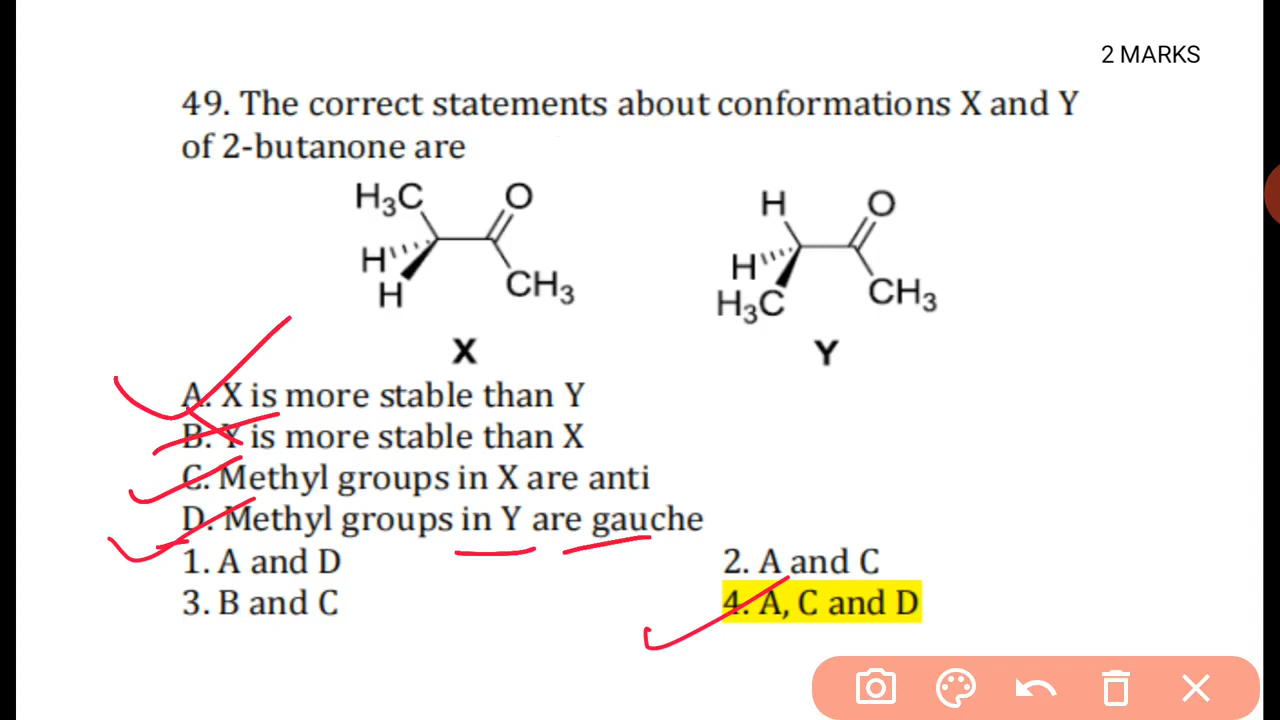 2 MARKS
49. The correct statements about conformations X and Y
of 2-butanone are
H₃C O
H
H CH₃
X
H O
H
H₃C CH₃
Y
A. X is more stable than Y
B. Y is more stable than X
C. Methyl groups in X are anti
D. Methyl groups in Y are gauche
1. A and D 2. A and C
3. B and C 4. A, C and D